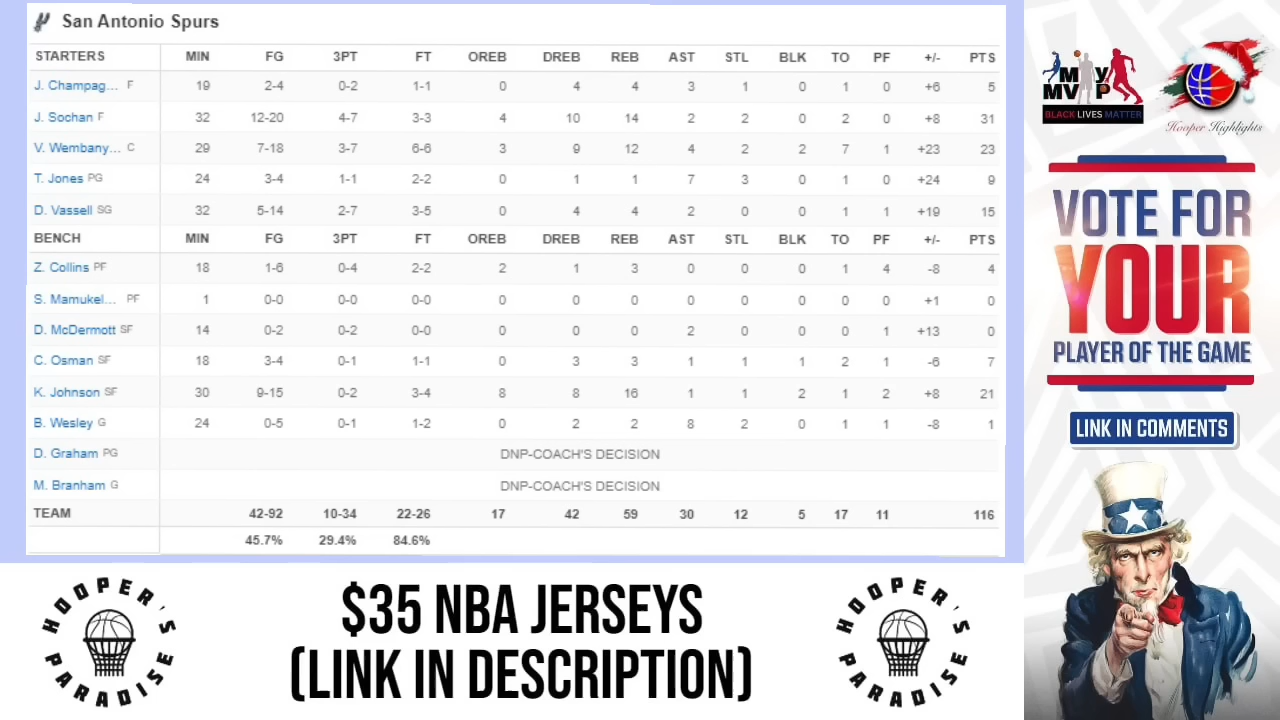 San Antonio Spurs
STARTERS MIN FG 3PT FT OREB DREB REB AST STL BLK TO PF +/- PTS
J. Champag... F 19 2-4 0-2 1-1 0 4 4 3 1 0 1 0 +6 5
J. Sochan F 32 12-20 4-7 3-3 4 10 14 2 2 0 2 0 +8 31
V. Wembany... C 29 7-18 3-7 6-6 3 9 12 4 2 2 7 1 +23 23
T. Jones PG 24 3-4 1-1 2-2 0 1 1 7 3 0 1 0 +24 9
D. Vassell SG 32 5-14 2-7 3-5 0 4 4 2 0 0 1 1 +19 15
BENCH MIN FG 3PT FT OREB DREB REB AST STL BLK TO PF +/- PTS
Z. Collins PF 18 1-6 0-4 2-2 2 1 3 0 0 0 1 4 -8 4
S. Mamukel... PF 1 0-0 0-0 0-0 0 0 0 0 0 0 0 0 +1 0
D. McDermott SF 14 0-2 0-2 0-0 0 0 0 2 0 0 0 1 +13 0
C. Osman SF 18 3-4 0-1 1-1 0 3 3 1 1 1 2 1 -6 7
K. Johnson SF 30 9-15 0-2 3-4 8 8 16 1 1 2 1 2 +8 21
B. Wesley G 24 0-5 0-1 1-2 0 2 2 8 2 0 1 1 -8 1
D. Graham PG DNP-COACH'S DECISION
M. Branham G DNP-COACH'S DECISION
TEAM 42-92 10-34 22-26 17 42 59 30 12 5 17 11 116
45.7% 29.4% 84.6%
MY
MVP
BLACK LIVES MATTER
Hooper Highlights
VOTE FOR
YOUR
PLAYER OF THE GAME
LINK IN COMMENTS
HOOPER'S
PARADISE
$35 NBA JERSEYS
(LINK IN DESCRIPTION)
HOOPER'S
PARADISE